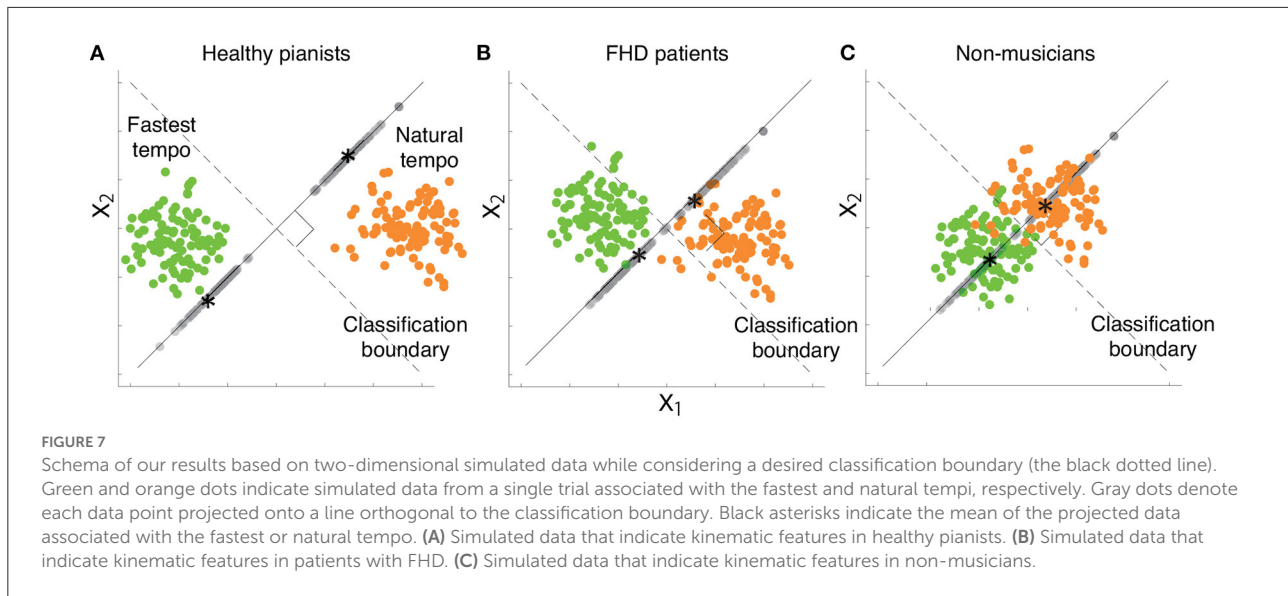 A
Healthy pianists
B
FHD patients
C
Non-musicians
Fastest
tempo
Natural
tempo
X2
Classification
boundary
X2
Classification
boundary
X2
Classification
boundary
X1
FIGURE 7
Schema of our results based on two-dimensional simulated data while considering a desired classification boundary (the black dotted line).
Green and orange dots indicate simulated data from a single trial associated with the fastest and natural tempi, respectively. Gray dots denote
each data point projected onto a line orthogonal to the classification boundary. Black asterisks indicate the mean of the projected data
associated with the fastest or natural tempo. (A) Simulated data that indicate kinematic features in healthy pianists. (B) Simulated data that
indicate kinematic features in patients with FHD. (C) Simulated data that indicate kinematic features in non-musicians.